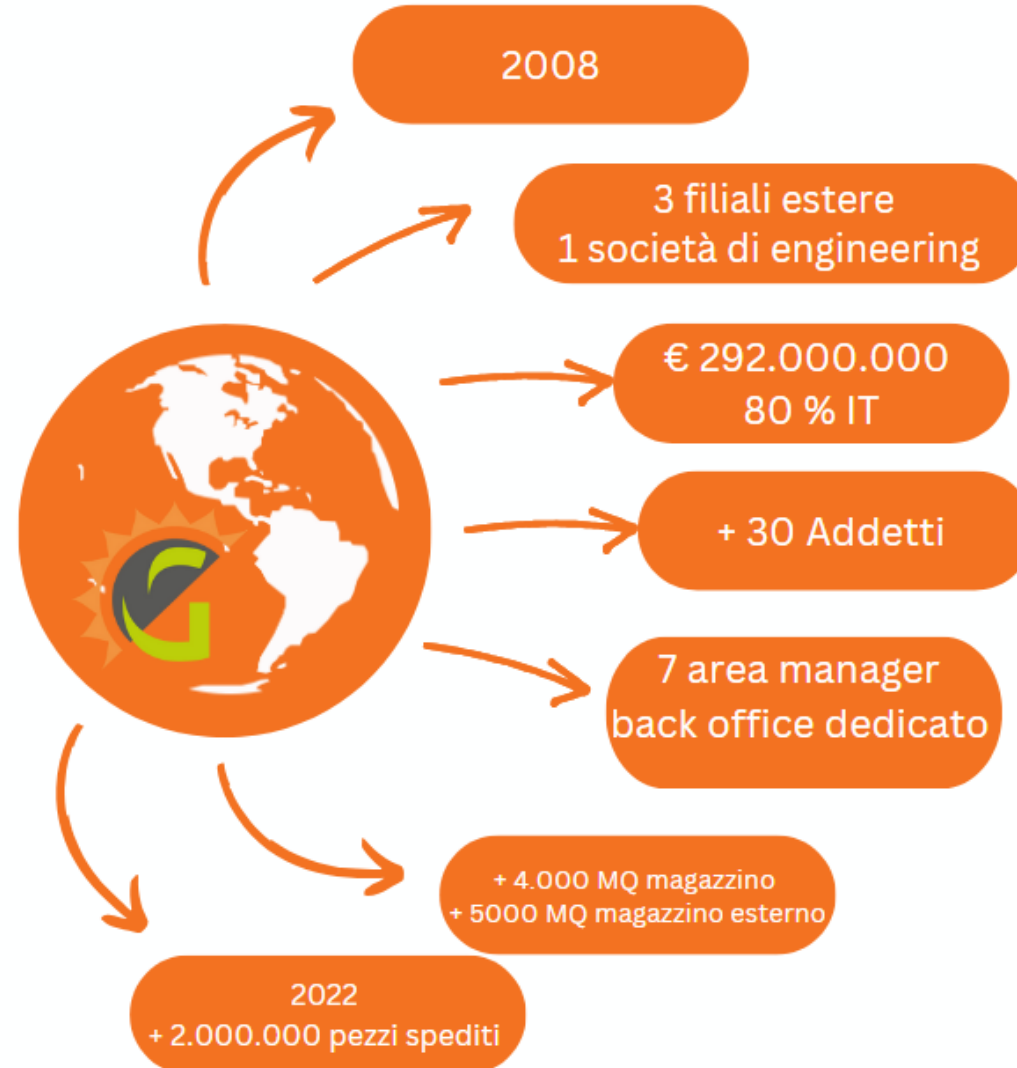 2008
3 filiali estere
1 società di engineering
€ 292.000.000
80 % IT
+ 30 Addetti
7 area manager
back office dedicato
+ 4.000 MQ magazzino
+ 5000 MQ magazzino esterno
2022
+ 2.000.000 pezzi spediti
G